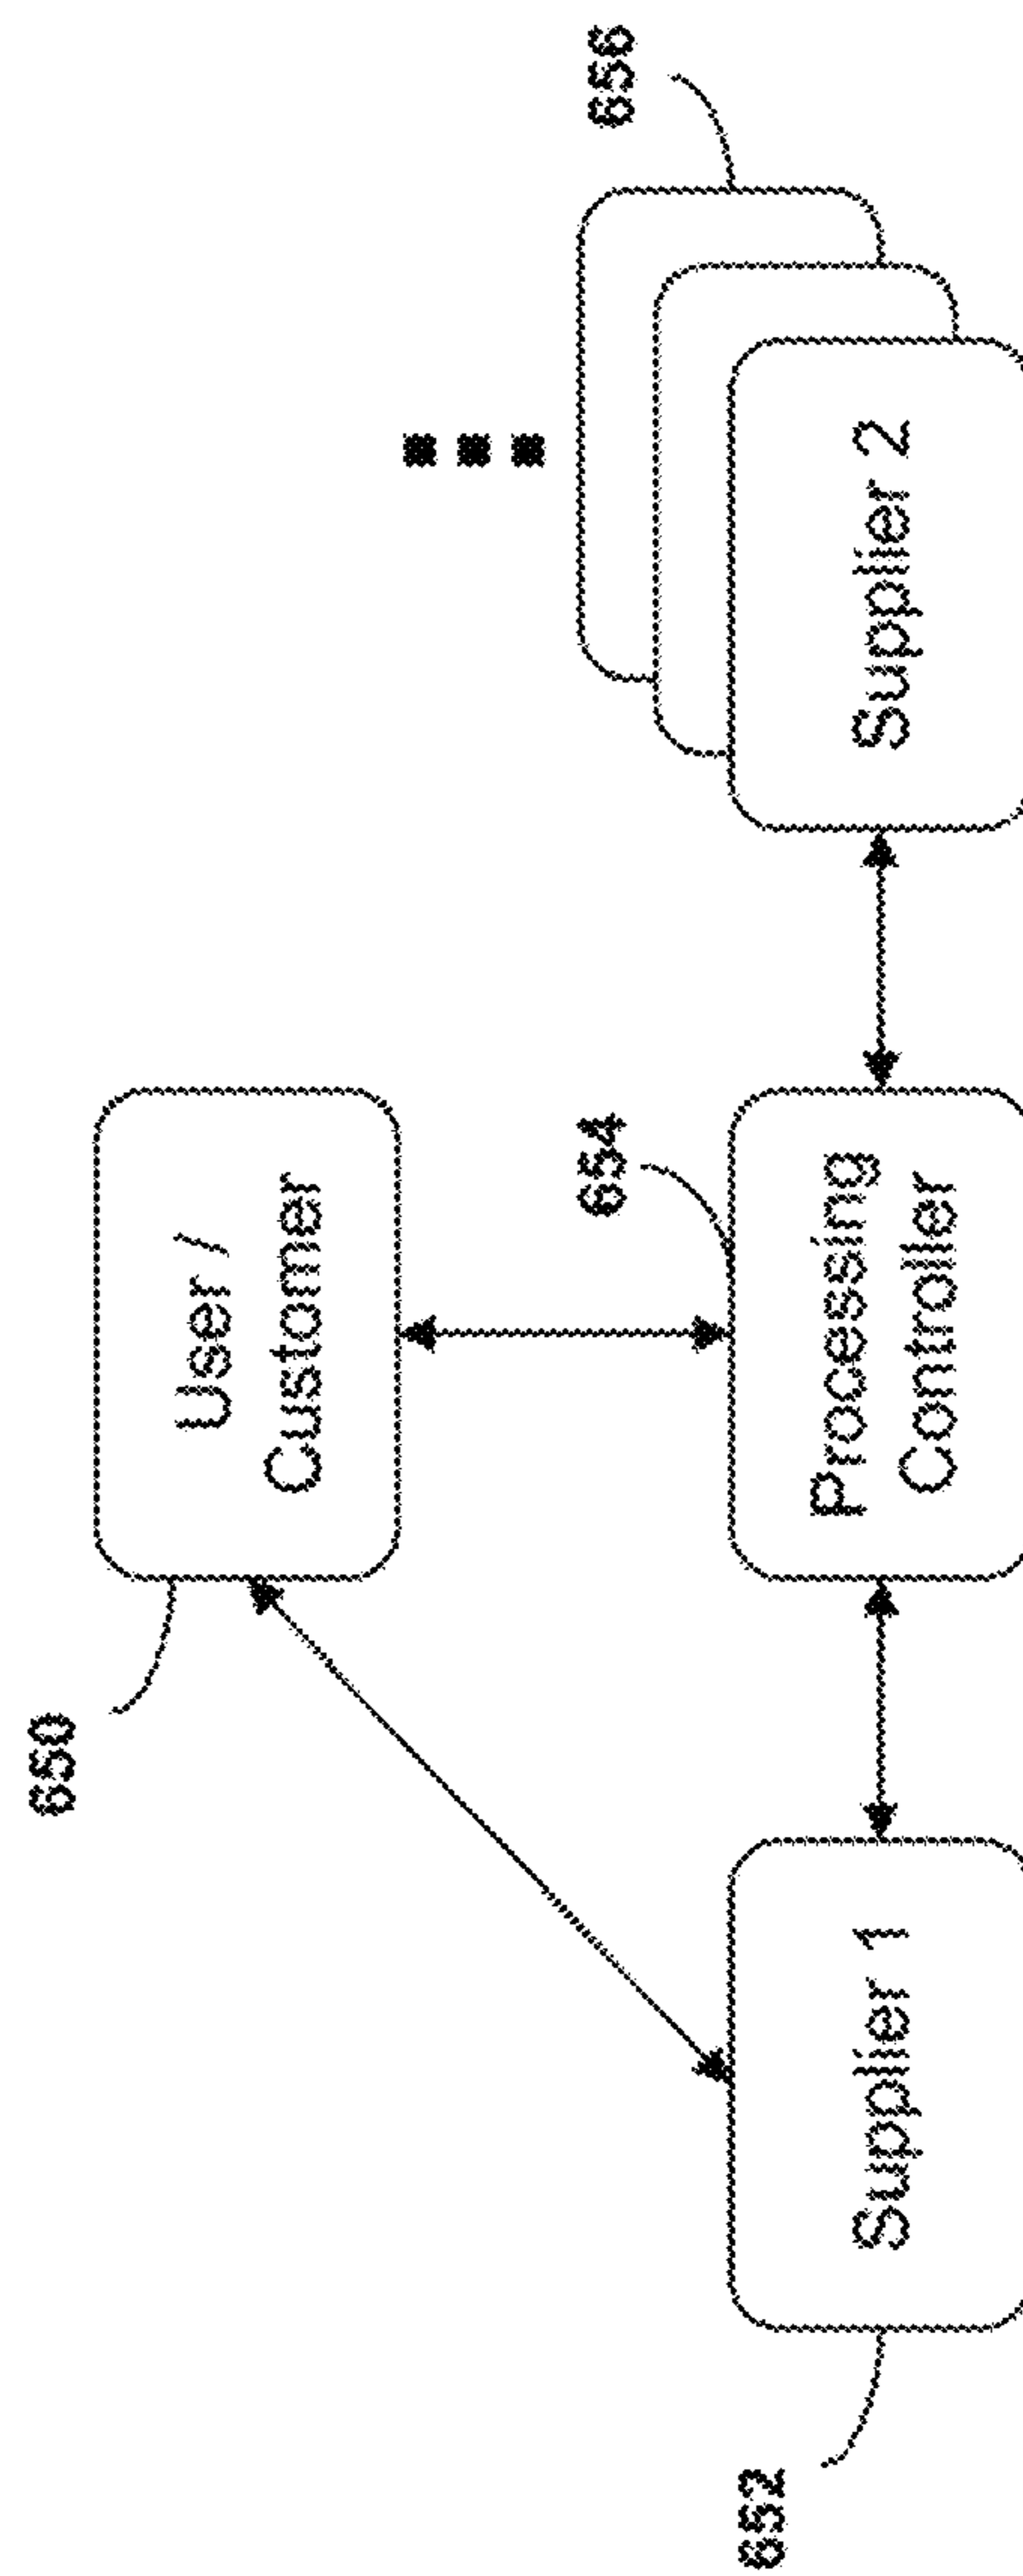 650
User /
Customer
656
654
652
Supplier 1
Processing
Controller
Supplier 2